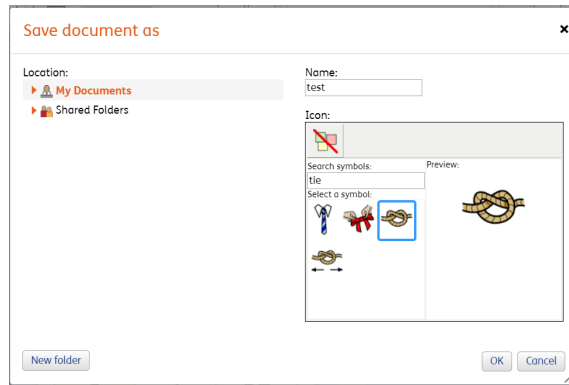 Save document as
Location:
My Documents
Shared Folders
Name:
test
Icon:
Search symbols:
tie
Select a symbol:
Preview:
New folder
OK
Cancel